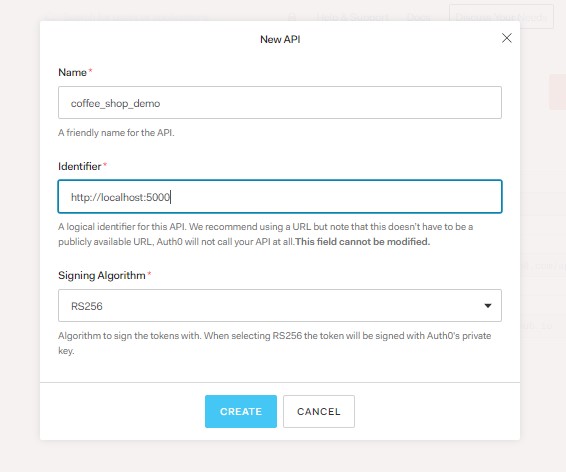 New API
Name *
coffee_shop_demo
A friendly name for the API.
Identifier *
http://localhost:5000
A logical identifier for this API. We recommend using a URL but note that this doesn't have to be a
publicly available URL, Auth0 will not call your API at all.This field cannot be modified.
Signing Algorithm *
RS256
Algorithm to sign the tokens with. When selecting RS256 the token will be signed with Auth0's private
key.
CREATE CANCEL